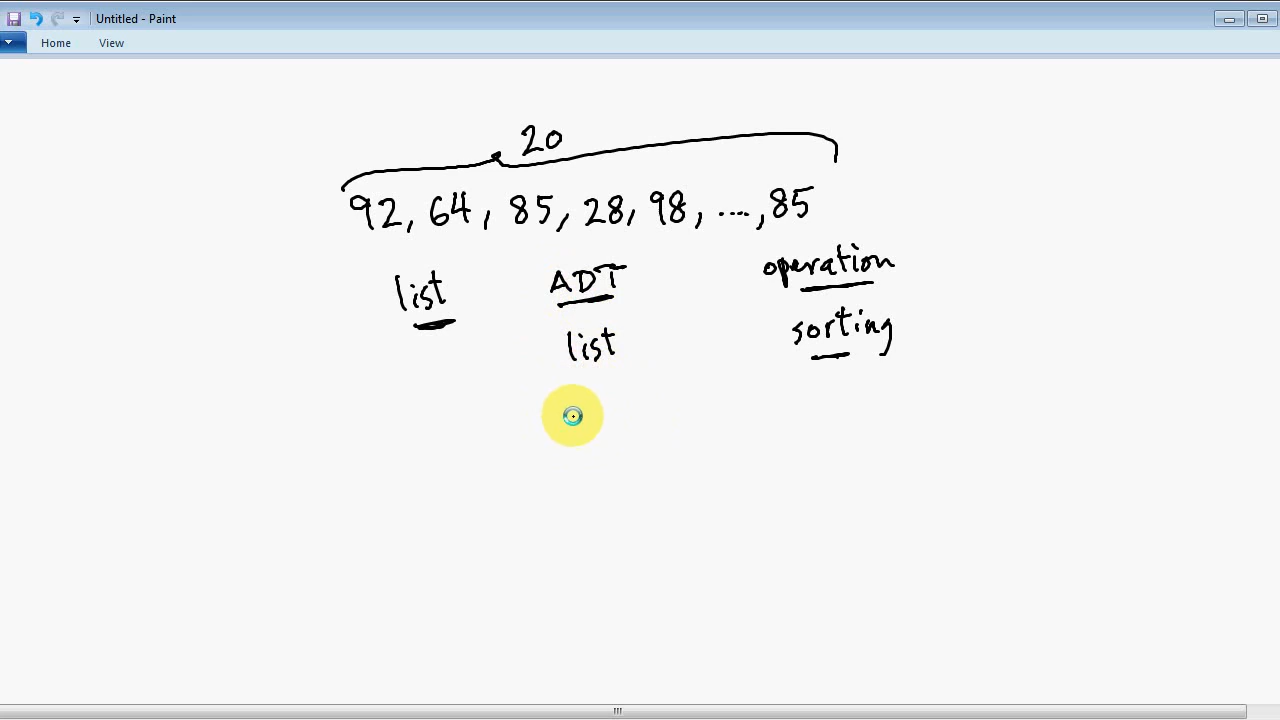 Untitled - Paint
Home View
20
92, 64, 85, 28, 98, ...., 85
list ADT operation
list sorting